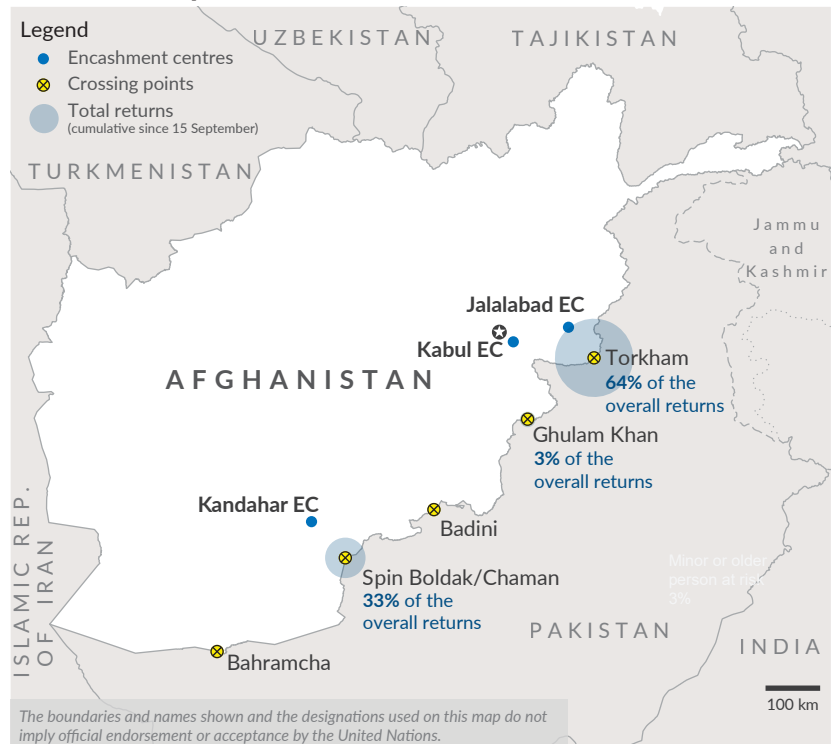 Legend
Encashment centres
Crossing points
Total returns
(cumulative since 15 September)
UZBEKISTAN
TAJIKISTAN
TURKMENISTAN
Jammu
and
Kashmir
Jalalabad EC
Kabul EC
Torkham
64% of the
overall returns
AFGHANISTAN
Ghulam Khan
3% of the
overall returns
Kandahar EC
Badini
ISLAMIC REP.
OF IRAN
Minor or older
person at risk
3%
Spin Boldak/Chaman
33% of the
overall returns
PAKISTAN
INDIA
Bahramcha
100 km
The boundaries and names shown and the designations used on this map do not
imply official endorsement or acceptance by the United Nations.